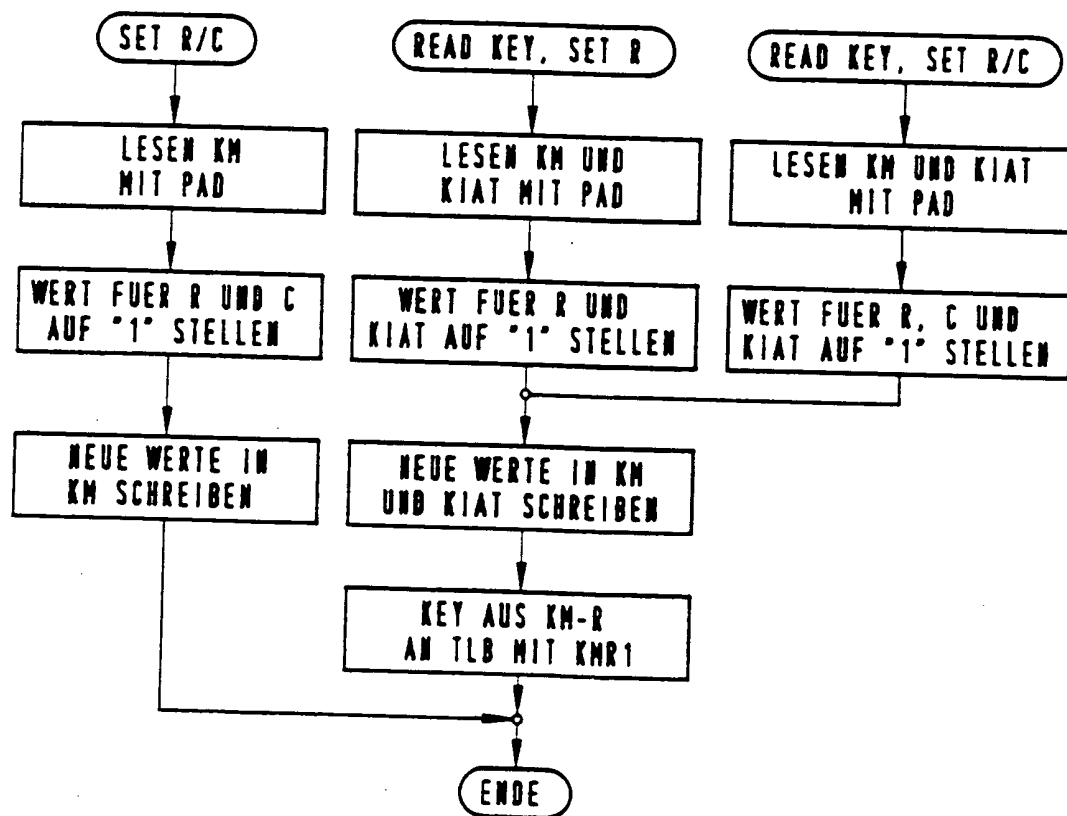 SET R/C
LESEN KM
MIT PAD
WERT FUER R UND C
AUF "1" STELLEN
NEUE WERTE IN
KM SCHREIBEN
READ KEY, SET R
LESEN KM UND
KIAT MIT PAD
WERT FUER R UND
KIAT AUF "1" STELLEN
NEUE WERTE IN KM
UND KIAT SCHREIBEN
KEY AUS KM-R
AN TLB MIT KMR1
READ KEY, SET R/C
LESEN KM UND KIAT
MIT PAD
WERT FUER R, C UND
KIAT AUF "1" STELLEN
ENDE